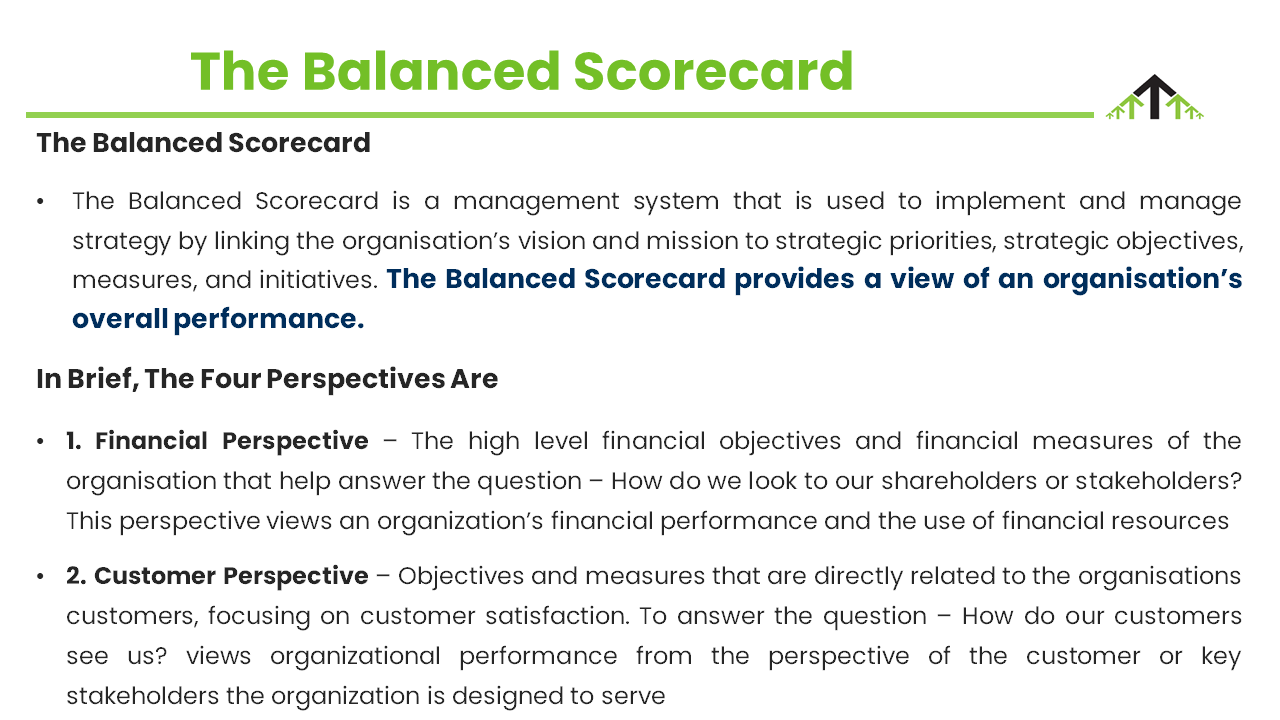 The Balanced Scorecard
The Balanced Scorecard
• The Balanced Scorecard is a management system that is used to implement and manage
strategy by linking the organisation’s vision and mission to strategic priorities, strategic objectives,
measures, and initiatives. The Balanced Scorecard provides a view of an organisation’s
overall performance.
In Brief, The Four Perspectives Are
• 1. Financial Perspective – The high level financial objectives and financial measures of the
organisation that help answer the question – How do we look to our shareholders or stakeholders?
This perspective views an organization’s financial performance and the use of financial resources
• 2. Customer Perspective – Objectives and measures that are directly related to the organisations
customers, focusing on customer satisfaction. To answer the question – How do our customers
see us? views organizational performance from the perspective of the customer or key
stakeholders the organization is designed to serve